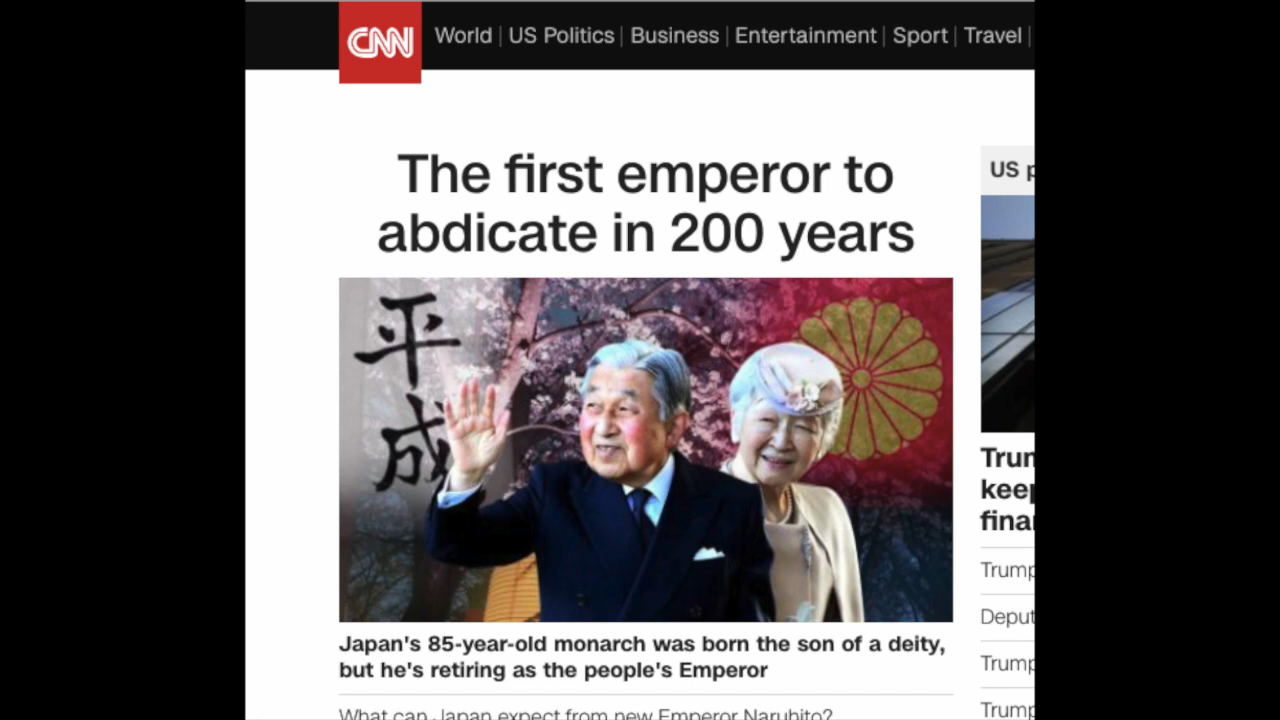 CNN
World | US Politics | Business | Entertainment | Sport | Travel |
The first emperor to
abdicate in 200 years
平
成
Japan's 85-year-old monarch was born the son of a deity,
but he's retiring as the people's Emperor
What can Japan expect from new Emperor Naruhito?
US
Trump
Deput
Trump
Trump